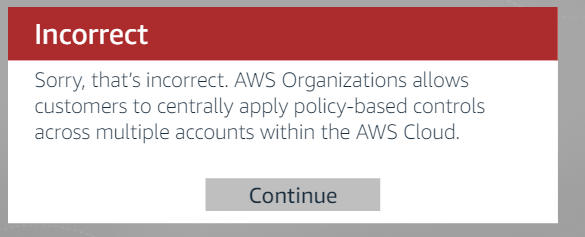 Incorrect
Sorry, that's incorrect. AWS Organizations allows
customers to centrally apply policy-based controls
across multiple accounts within the AWS Cloud.
Continue